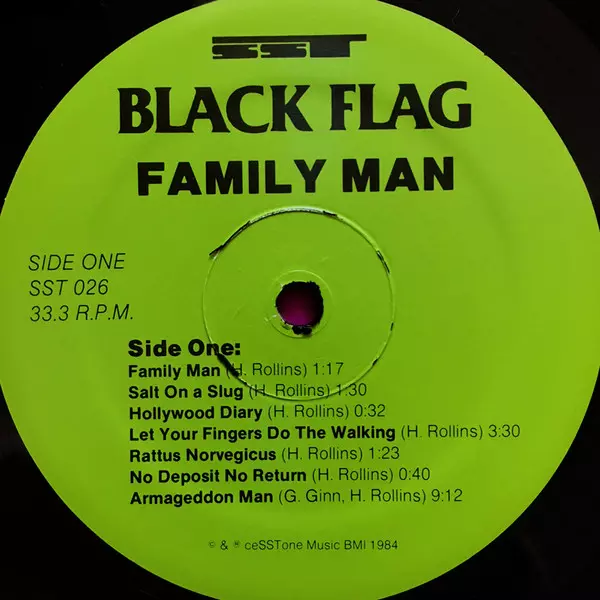 SST
BLACK FLAG
FAMILY MAN
SIDE ONE
SST 026
33.3 R.P.M.
Side One:
Family Man (H. Rollins) 1:17
Salt On a Slug (H. Rollins) 1:30
Hollywood Diary (H. Rollins) 0:32
Let Your Fingers Do The Walking (H. Rollins) 3:30
Rattus Norvegicus (H. Rollins) 1:23
No Deposit No Return (H. Rollins) 0:40
Armageddon Man (G. Ginn, H. Rollins) 9:12
© & ℗ ceSSTone Music BMI 1984